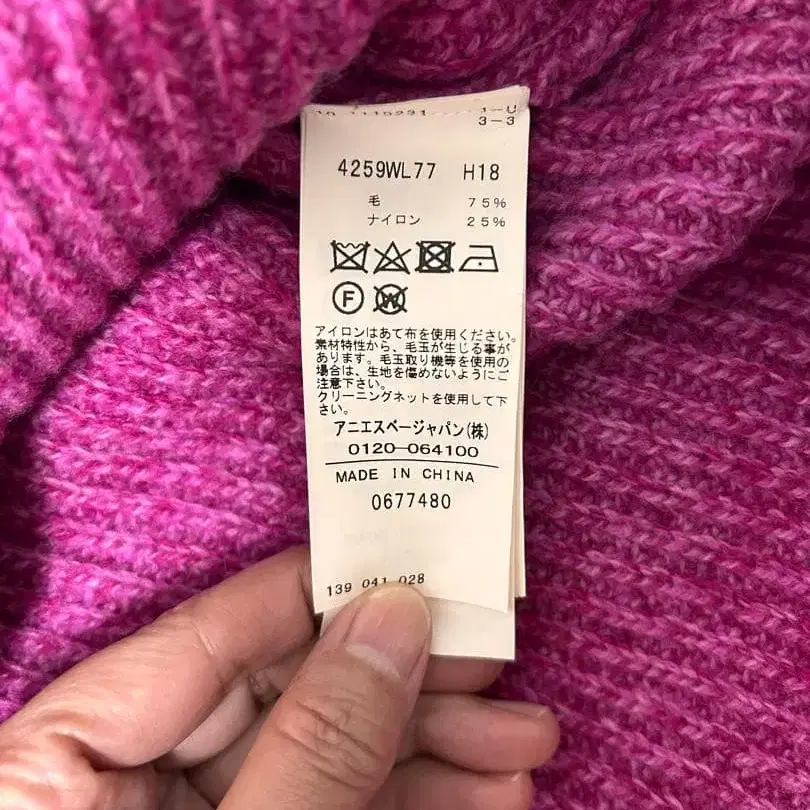 1-U
3-3
4259WL77 H18
毛 75%
ナイロン 25%
F W
アイロンはあて布を使用ください。
素材特性から、毛玉が生じる事が
あります。毛玉取り機等を使用の
場合は、生地を傷めないようにご
注意下さい。
クリーニングネットを使用して下
さい。
アニエスベージャパン(株)
0120-064100
MADE IN CHINA
0677480
139 041 028